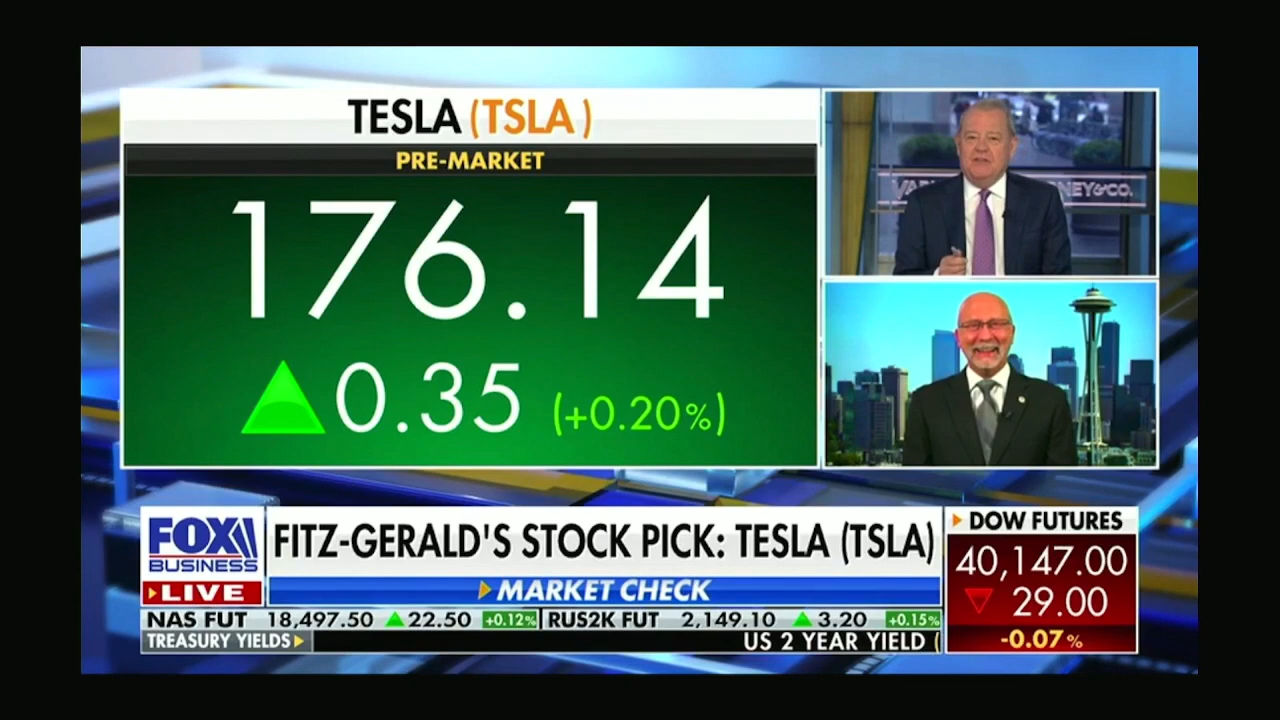 TESLA (TSLA)
PRE-MARKET
176.14
0.35 (+0.20%)
NEY&CO.
FOX
BUSINESS
LIVE
FITZ-GERALD'S STOCK PICK: TESLA (TSLA)
MARKET CHECK
DOW FUTURES
40,147.00
29.00
-0.07%
NAS FUT 18,497.50 22.50 +0.12% RUS2K FUT 2,149.10 3.20 +0.15%
TREASURY YIELDS US 2 YEAR YIELD (